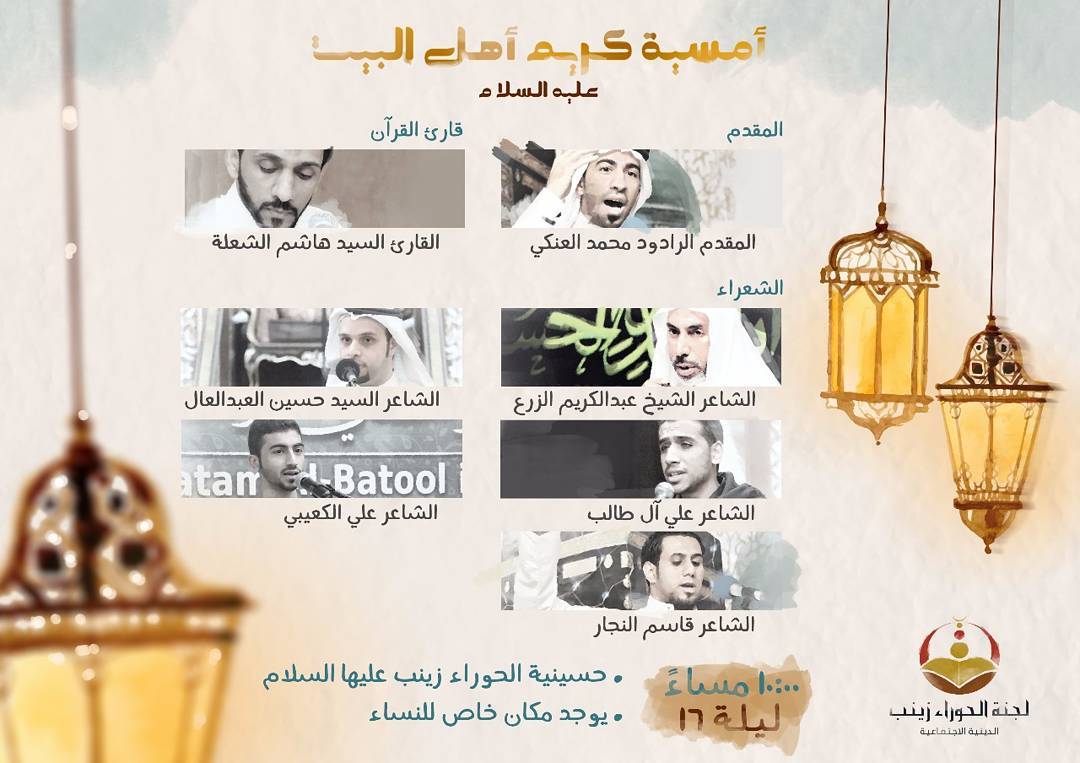 أمسية كريم أهل البيت
عليه السلام
المقدم
المقدم الرادود محمد العنكي
قارئ القرآن
القارئ السيد هاشم الشعلة
الشعراء
الشاعر الشيخ عبدالكريم الزرع
الشاعر السيد حسين العبدالعال
الشاعر علي آل طالب
atam l-Batool i
الشاعر علي الكعيبي
الشاعر قاسم النجار
١٠:٠٠ مساءً
ليلة ١٦
• حسينية الحوراء زينب عليها السلام
• يوجد مكان خاص للنساء
لجنة الحوراء زينب
الدينية الاجتماعية